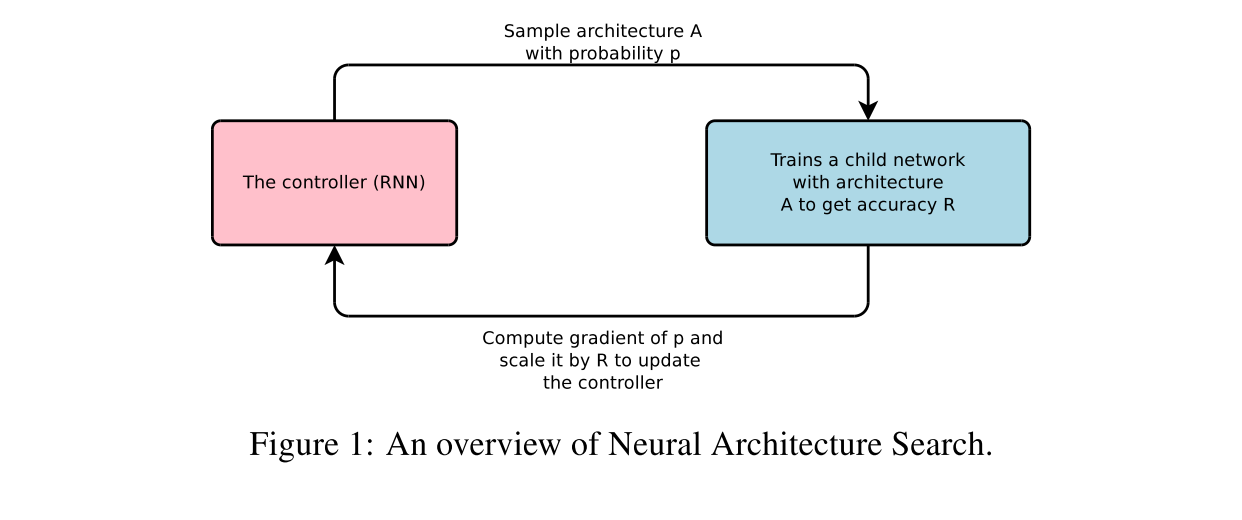 Sample architecture A
with probability p
The controller (RNN)
Trains a child network
with architecture
A to get accuracy R
Compute gradient of p and
scale it by R to update
the controller
Figure 1: An overview of Neural Architecture Search.